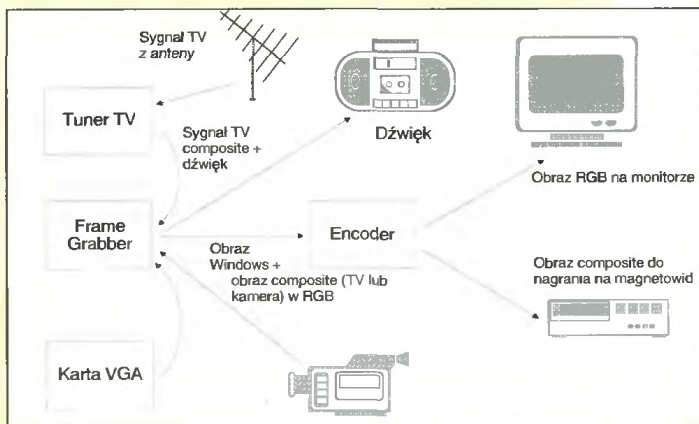 Sygnał TV
z anteny
Tuner TV
Sygnał TV
composite +
dźwięk
Dźwięk
Obraz RGB na monitorze
Frame
Grabber
Encoder
Obraz
Windows +
obraz composite (TV lub
kamera) w RGB
Obraz composite do
nagrania na magnetowid
Karta VGA